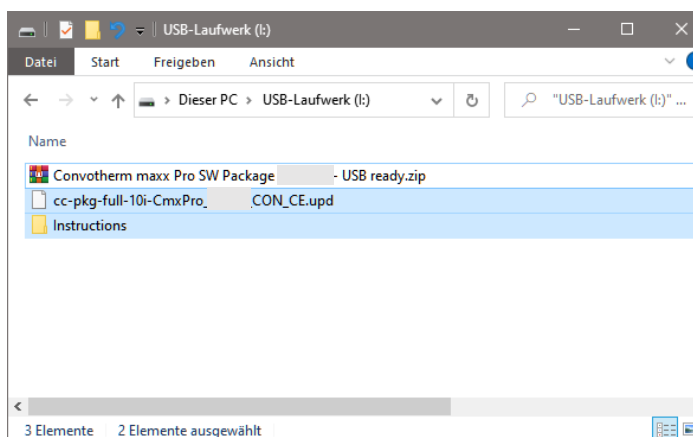 USB-Laufwerk (I:)
Datei Start Freigeben Ansicht
Dieser PC > USB-Laufwerk (I:) "USB-Laufwerk (I:)" ...
Name
Convotherm maxx Pro SW Package - USB ready.zip
cc-pkg-full-10i-CmxPro_ _CON_CE.upd
Instructions
3 Elemente 2 Elemente ausgewählt